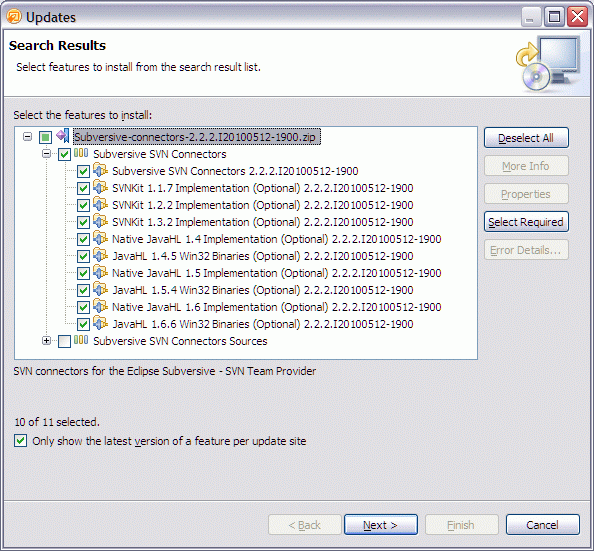 Updates
Search Results
Select features to install from the search result list.
Select the features to install:
Subversive-connectors-2.2.2.I20100512-1900.zip
Subversive SVN Connectors
Subversive SVN Connectors 2.2.2.I20100512-1900
SVNKit 1.1.7 Implementation (Optional) 2.2.2.I20100512-1900
SVNKit 1.2.2 Implementation (Optional) 2.2.2.I20100512-1900
SVNKit 1.3.2 Implementation (Optional) 2.2.2.I20100512-1900
Native JavaHL 1.4 Implementation (Optional) 2.2.2.I20100512-1900
JavaHL 1.4.5 Win32 Binaries (Optional) 2.2.2.I20100512-1900
Native JavaHL 1.5 Implementation (Optional) 2.2.2.I20100512-1900
JavaHL 1.5.4 Win32 Binaries (Optional) 2.2.2.I20100512-1900
Native JavaHL 1.6 Implementation (Optional) 2.2.2.I20100512-1900
JavaHL 1.6.6 Win32 Binaries (Optional) 2.2.2.I20100512-1900
Subversive SVN Connectors Sources
Deselect All
More Info
Properties
Select Required
Error Details...
SVN connectors for the Eclipse Subversive - SVN Team Provider
10 of 11 selected.
Only show the latest version of a feature per update site
< Back
Next >
Finish
Cancel